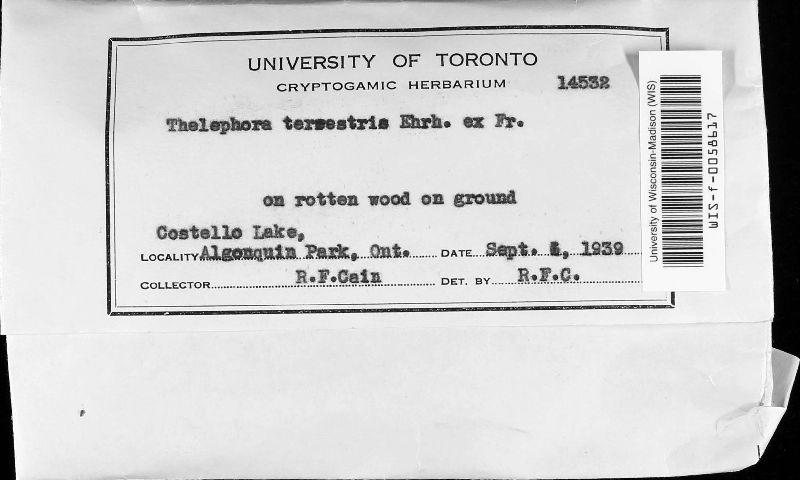 UNIVERSITY OF TORONTO
CRYPTOGAMIC HERBARIUM 14532
Thelephora terrestris Ehrh. ex Fr.
on rotten wood on ground
Costello Lake,
LOCALITY Algonquin Park, Ont. DATE Sept. , 1939
COLLECTOR R.F.Cain DET. BY R.F.C.
University of Wisconsin-Madison (WIS)
WIS-f-0058617